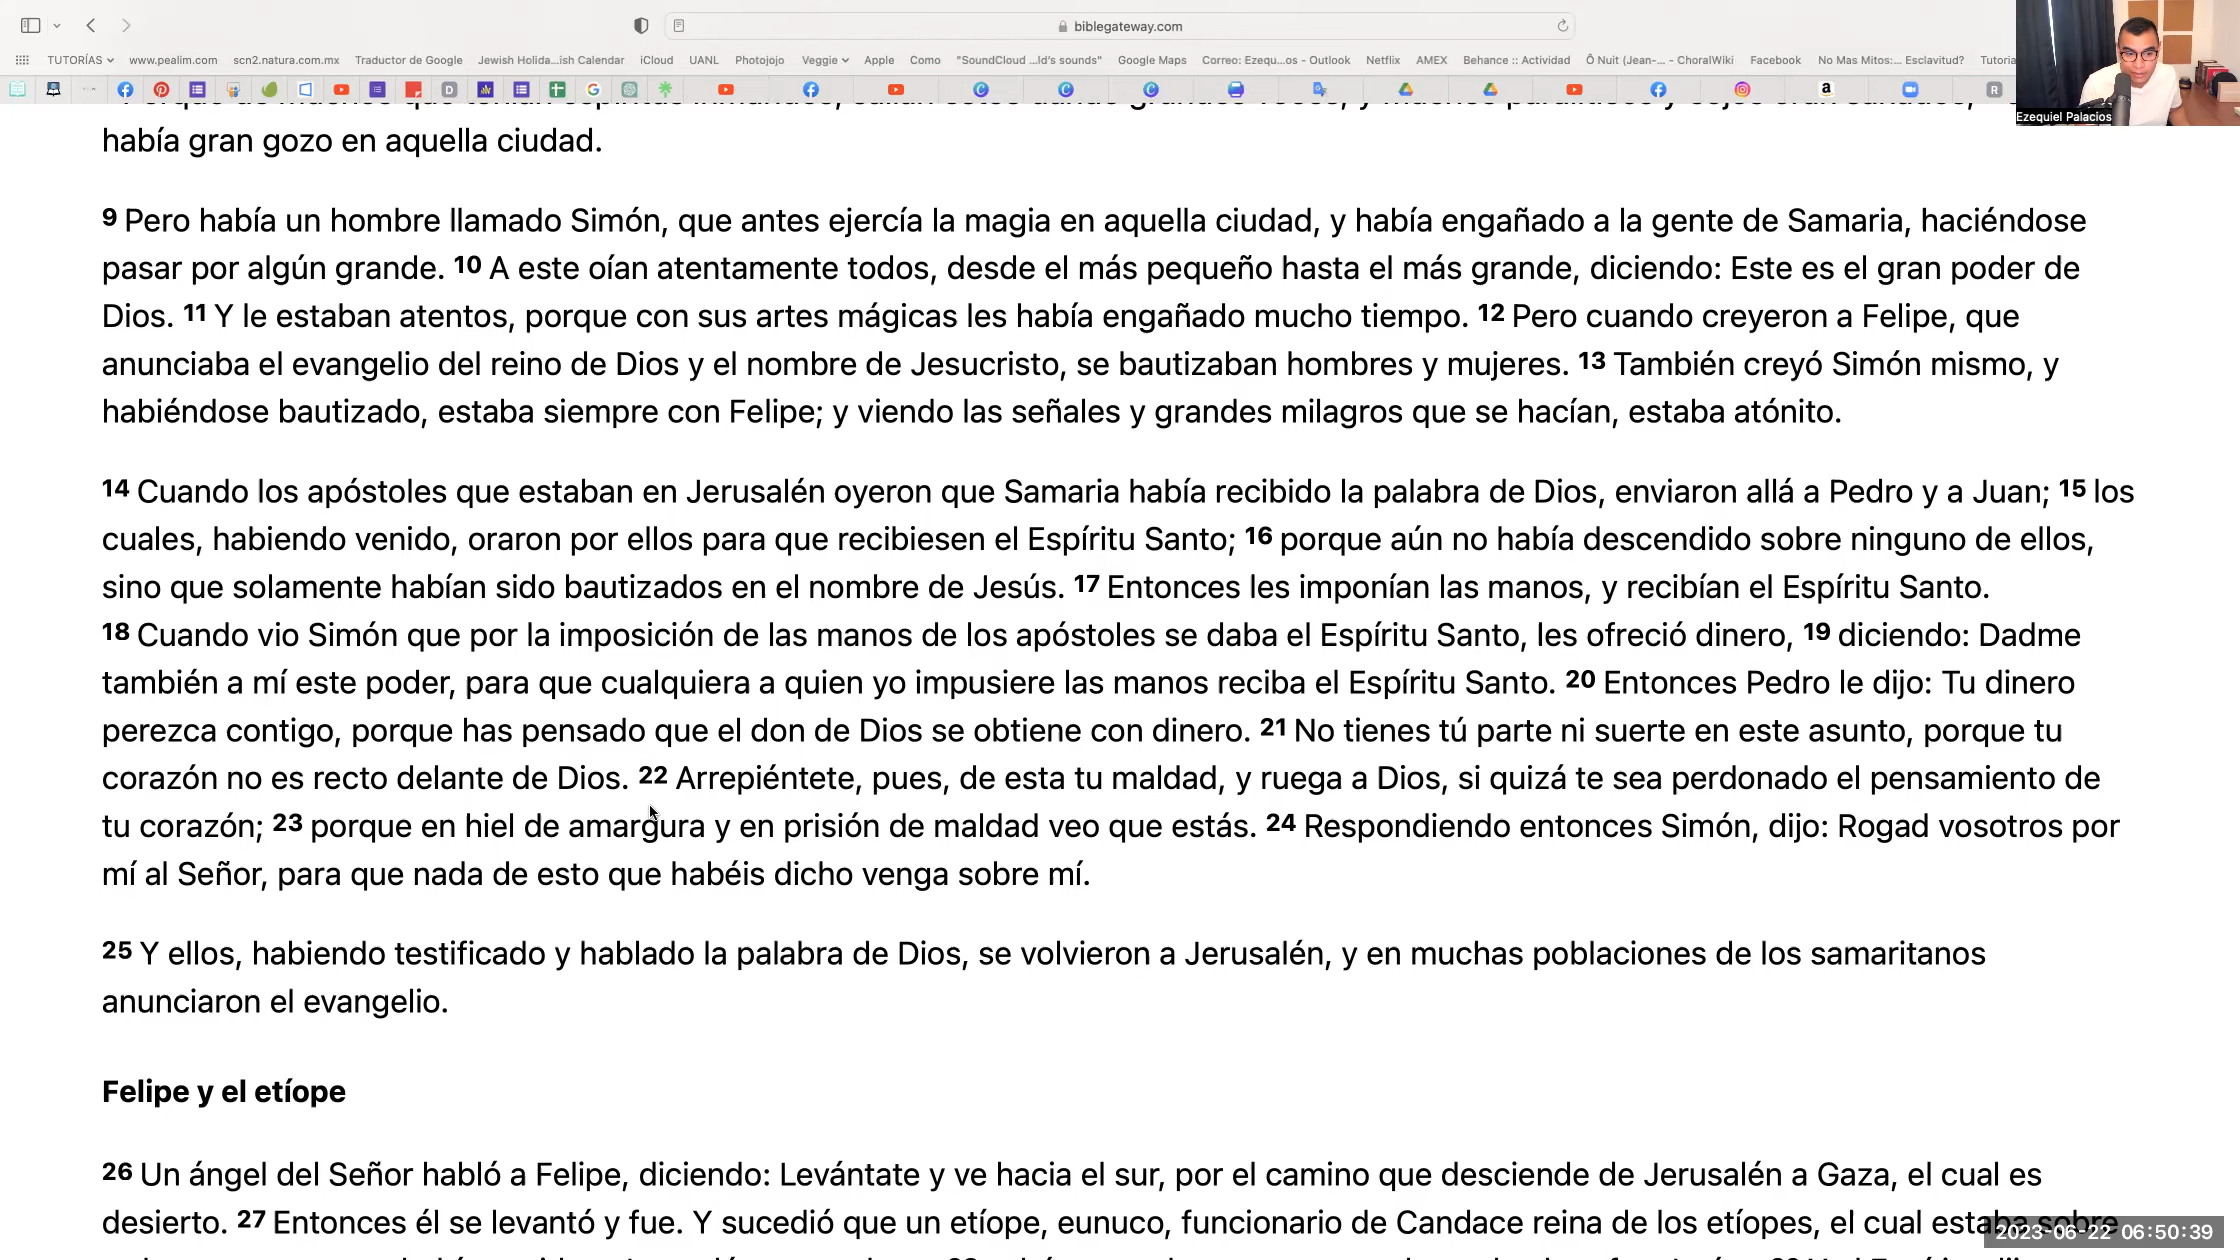 biblegateway.com
TUTORÍAS www.pealim.com scn2.natura.com.mx Traductor de Google Jewish Holida...ish Calendar iCloud UANL Photojojo Veggie Apple Como "SoundCloud ...ld's sounds" Google Maps Correo: Ezequ...os - Outlook Netflix AMEX Behance :: Actividad Ô Nuit (Jean-... - ChoralWiki Facebook No Mas Mitos:... Esclavitud? Tutoria
Ezequiel Palacios
había gran gozo en aquella ciudad.
9 Pero había un hombre llamado Simón, que antes ejercía la magia en aquella ciudad, y había engañado a la gente de Samaria, haciéndose
pasar por algún grande. 10 A este oían atentamente todos, desde el más pequeño hasta el más grande, diciendo: Este es el gran poder de
Dios. 11 Y le estaban atentos, porque con sus artes mágicas les había engañado mucho tiempo. 12 Pero cuando creyeron a Felipe, que
anunciaba el evangelio del reino de Dios y el nombre de Jesucristo, se bautizaban hombres y mujeres. 13 También creyó Simón mismo, y
habiéndose bautizado, estaba siempre con Felipe; y viendo las señales y grandes milagros que se hacían, estaba atónito.
14 Cuando los apóstoles que estaban en Jerusalén oyeron que Samaria había recibido la palabra de Dios, enviaron allá a Pedro y a Juan; 15 los
cuales, habiendo venido, oraron por ellos para que recibiesen el Espíritu Santo; 16 porque aún no había descendido sobre ninguno de ellos,
sino que solamente habían sido bautizados en el nombre de Jesús. 17 Entonces les imponían las manos, y recibían el Espíritu Santo.
18 Cuando vio Simón que por la imposición de las manos de los apóstoles se daba el Espíritu Santo, les ofreció dinero, 19 diciendo: Dadme
también a mí este poder, para que cualquiera a quien yo impusiere las manos reciba el Espíritu Santo. 20 Entonces Pedro le dijo: Tu dinero
perezca contigo, porque has pensado que el don de Dios se obtiene con dinero. 21 No tienes tú parte ni suerte en este asunto, porque tu
corazón no es recto delante de Dios. 22 Arrepiéntete, pues, de esta tu maldad, y ruega a Dios, si quizá te sea perdonado el pensamiento de
tu corazón; 23 porque en hiel de amargura y en prisión de maldad veo que estás. 24 Respondiendo entonces Simón, dijo: Rogad vosotros por
mí al Señor, para que nada de esto que habéis dicho venga sobre mí.
25 Y ellos, habiendo testificado y hablado la palabra de Dios, se volvieron a Jerusalén, y en muchas poblaciones de los samaritanos
anunciaron el evangelio.
Felipe y el etíope
26 Un ángel del Señor habló a Felipe, diciendo: Levántate y ve hacia el sur, por el camino que desciende de Jerusalén a Gaza, el cual es
desierto. 27 Entonces él se levantó y fue. Y sucedió que un etíope, eunuco, funcionario de Candace reina de los etíopes, el cual estaba sobre
2023-06-22 06:50:39